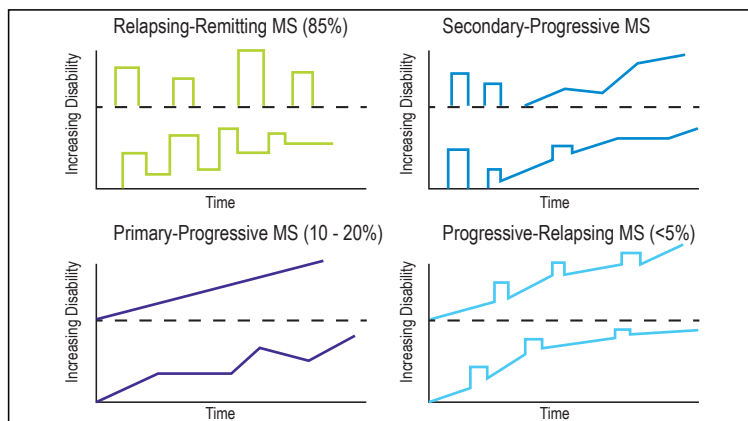 Relapsing-Remitting MS (85%)
Increasing Disability
Time
Secondary-Progressive MS
Increasing Disability
Time
Primary-Progressive MS (10 - 20%)
Increasing Disability
Time
Progressive-Relapsing MS (<5%)
Increasing Disability
Time